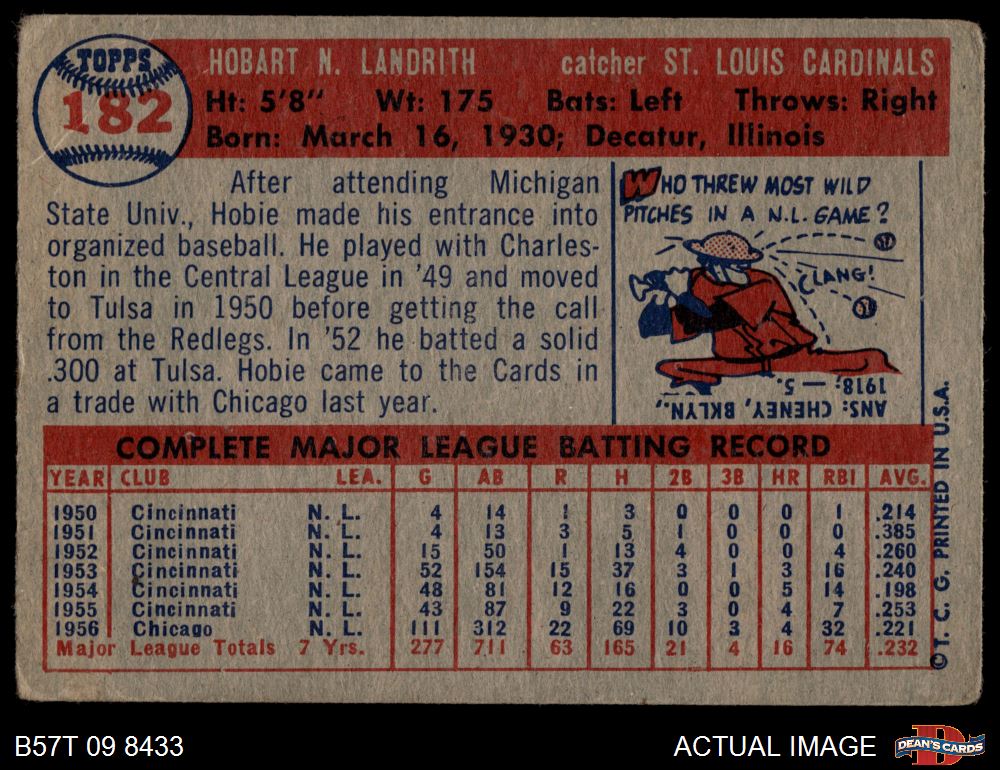 TOPPS
182
HOBART N. LANDRITH catcher ST. LOUIS CARDINALS
Ht: 5'8" Wt: 175 Bats: Left Throws: Right
Born: March 16, 1930; Decatur, Illinois
After attending Michigan
State Univ., Hobie made his entrance into
organized baseball. He played with Charles-
ton in the Central League in '49 and moved
to Tulsa in 1950 before getting the call
from the Redlegs. In '52 he batted a solid
.300 at Tulsa. Hobie came to the Cards in
a trade with Chicago last year.
WHO THREW MOST WILD
PITCHES IN A N.L. GAME?
CLANG!
ANS: CHENEY, BKLYN.,
1918; — 5.
COMPLETE MAJOR LEAGUE BATTING RECORD
YEAR CLUB LEA. G AB R H 2B 3B HR RBI AVG.
1950 Cincinnati N. L. 4 14 1 3 0 0 0 1 .214
1951 Cincinnati N. L. 4 13 3 5 1 0 0 0 .385
1952 Cincinnati N. L. 15 50 1 13 4 0 0 4 .260
1953 Cincinnati N. L. 52 154 15 37 3 1 3 16 .240
1954 Cincinnati N. L. 48 81 12 16 0 0 5 14 .198
1955 Cincinnati N. L. 43 87 9 22 3 0 4 7 .253
1956 Chicago N. L. 111 312 22 69 10 3 4 32 .221
Major League Totals 7 Yrs. 277 711 63 165 21 4 16 74 .232
© T. C. G. PRINTED IN U.S.A.
B57T 09 8433
ACTUAL IMAGE
DEAN'S CARDS